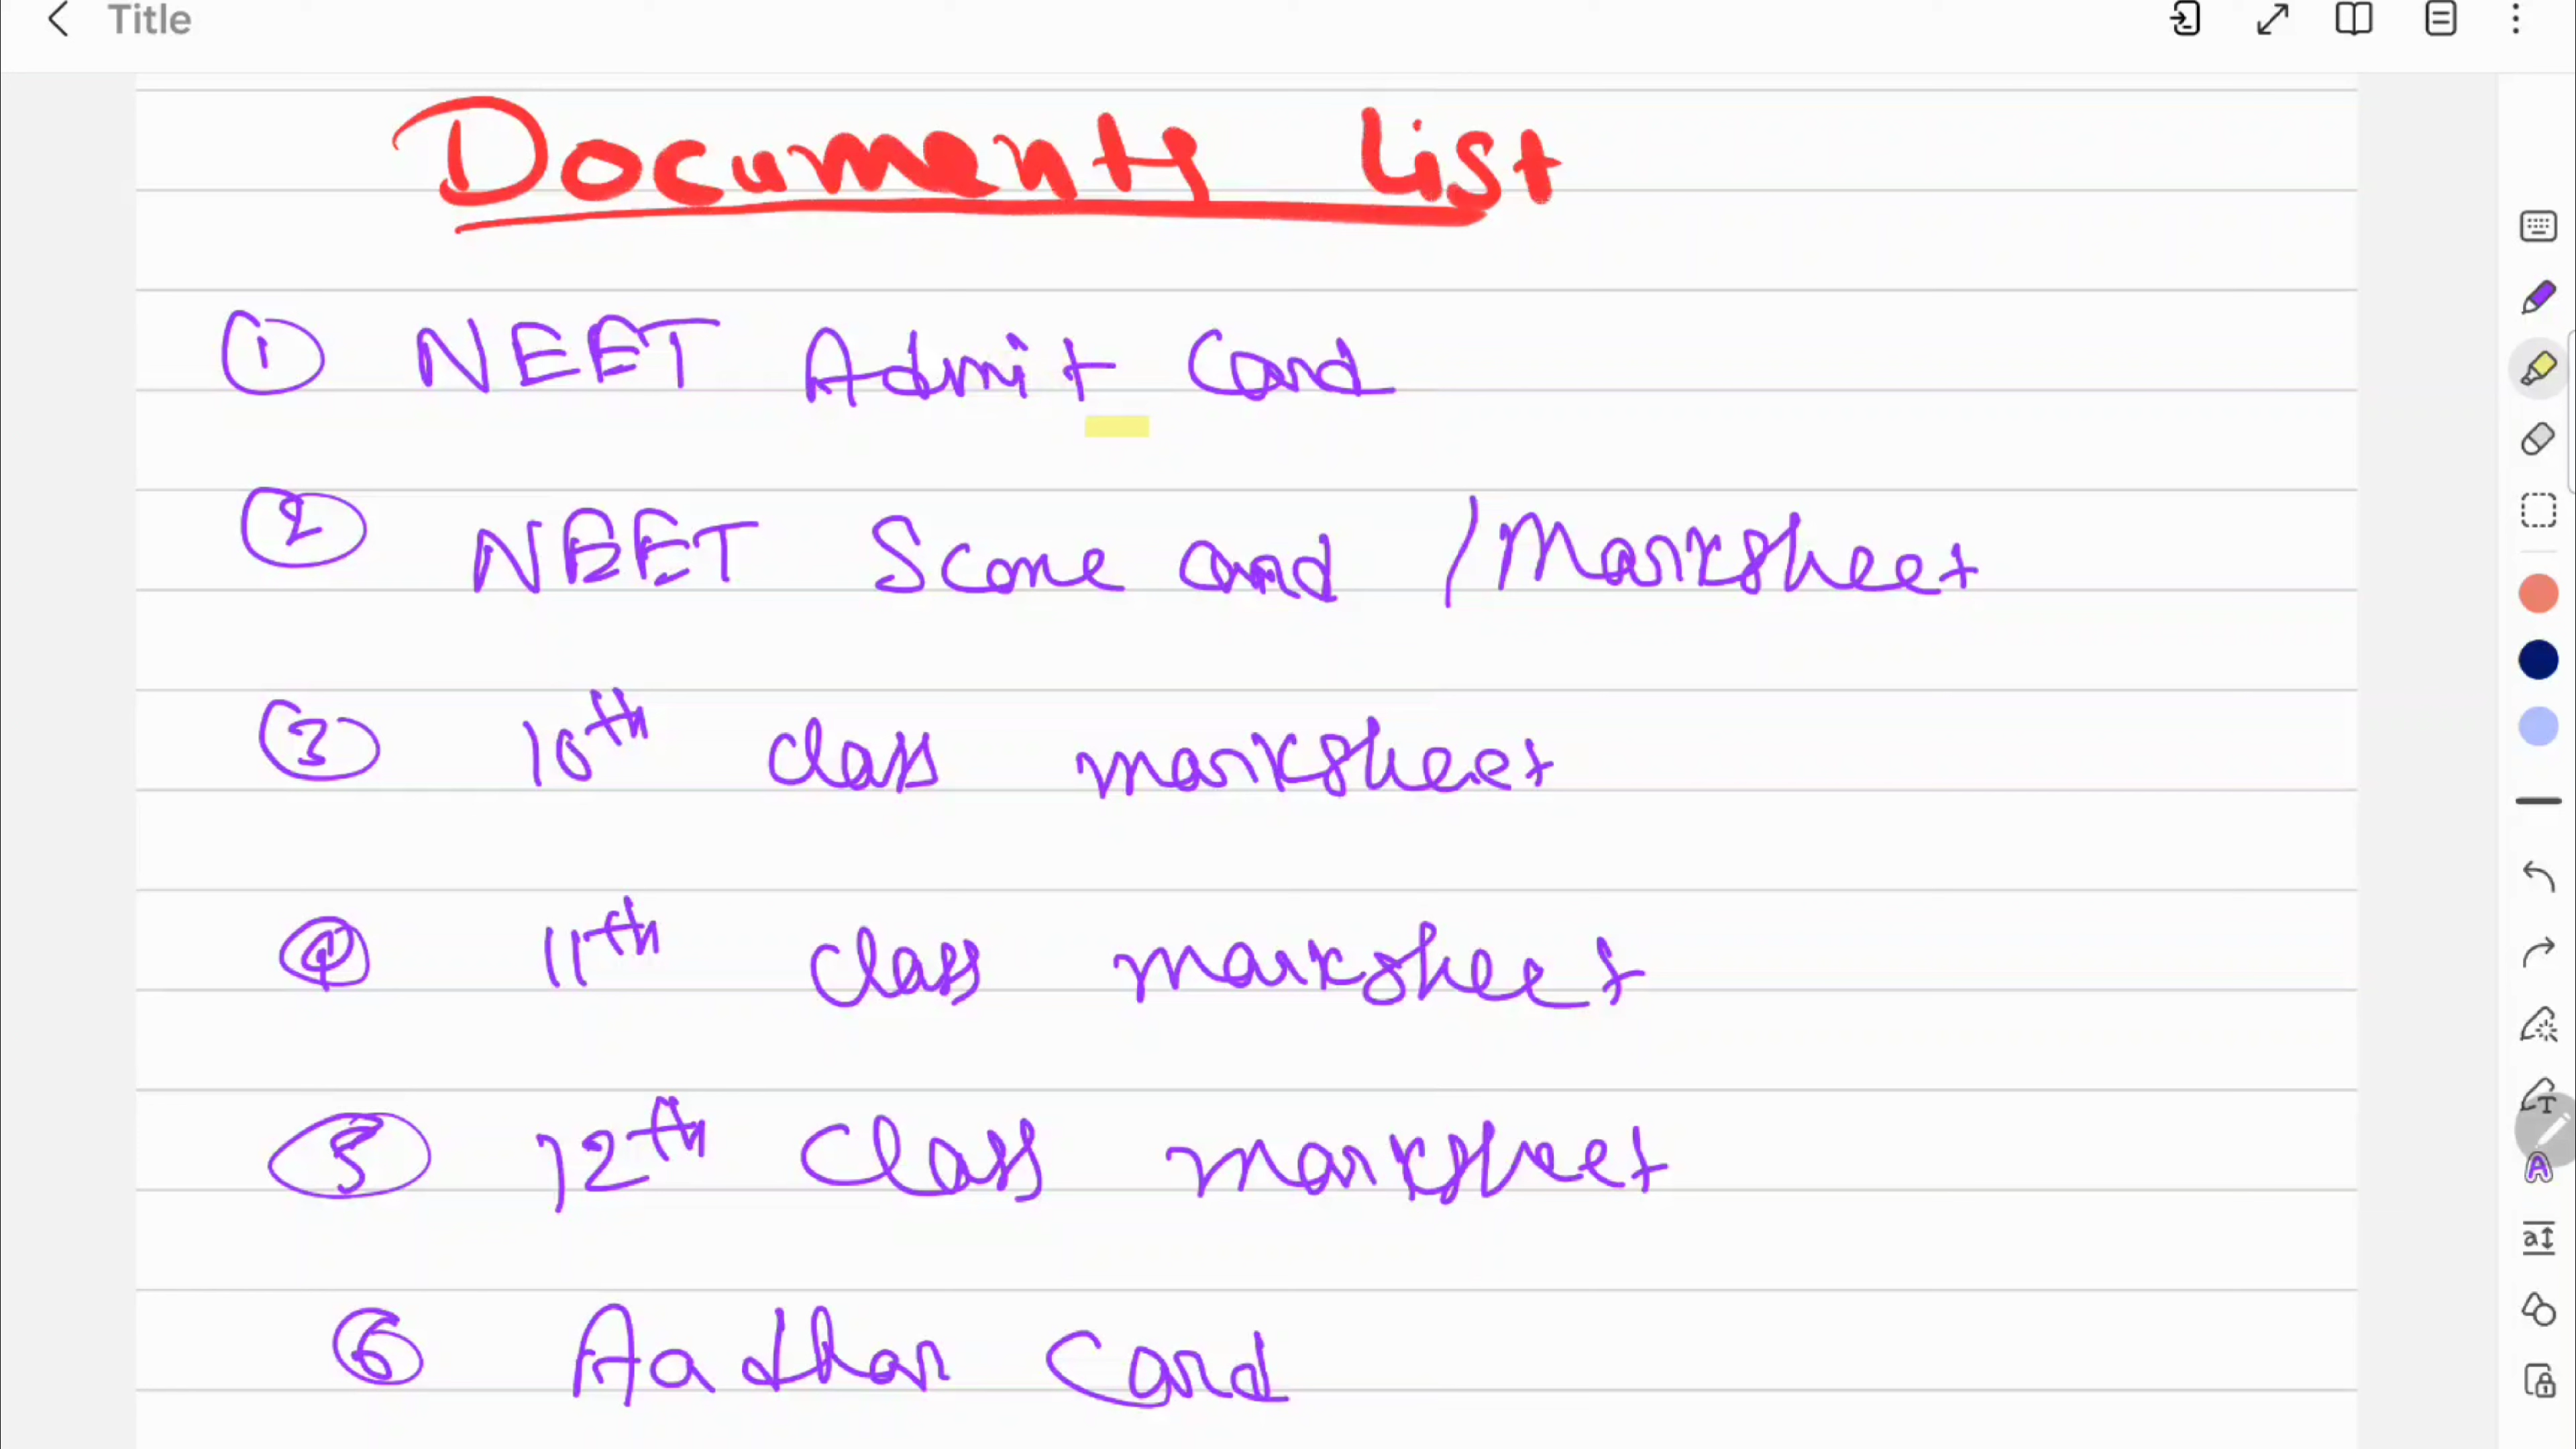 Title
Documents List
① NEET Admit Card
② NEET Score card / Marksheet
③ 10th class marksheet
④ 11th class marksheet
⑤ 12th class marksheet
⑥ Aadhar Card